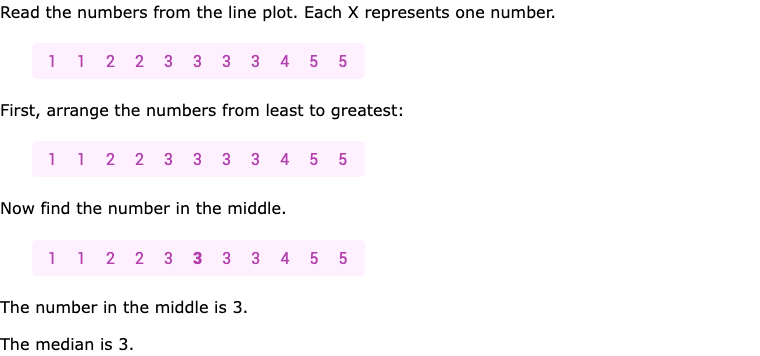 Read the numbers from the line plot. Each X represents one number.
1 1 2 2 3 3 3 3 4 5 5
First, arrange the numbers from least to greatest:
1 1 2 2 3 3 3 3 4 5 5
Now find the number in the middle.
1 1 2 2 3 3 3 3 4 5 5
The number in the middle is 3.
The median is 3.